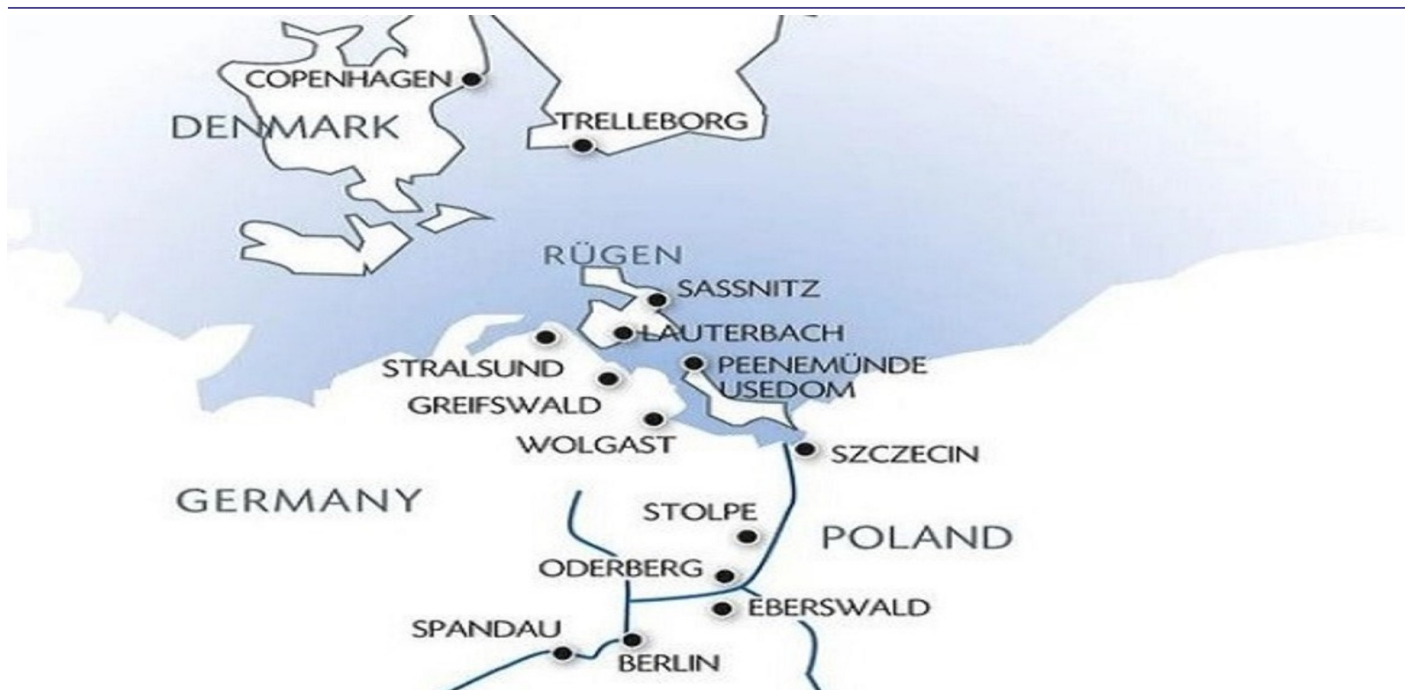 COPENHAGEN
DENMARK
TRELLEBORG
RÜGEN
SASSNITZ
LAUTERBACH
STRALSUND
PEENEMÜNDE
USEDOM
GREIFSWALD
WOLGAST
SZCZECIN
GERMANY
STOLPE
POLAND
ODERBERG
EBERSWALD
SPANDAU
BERLIN